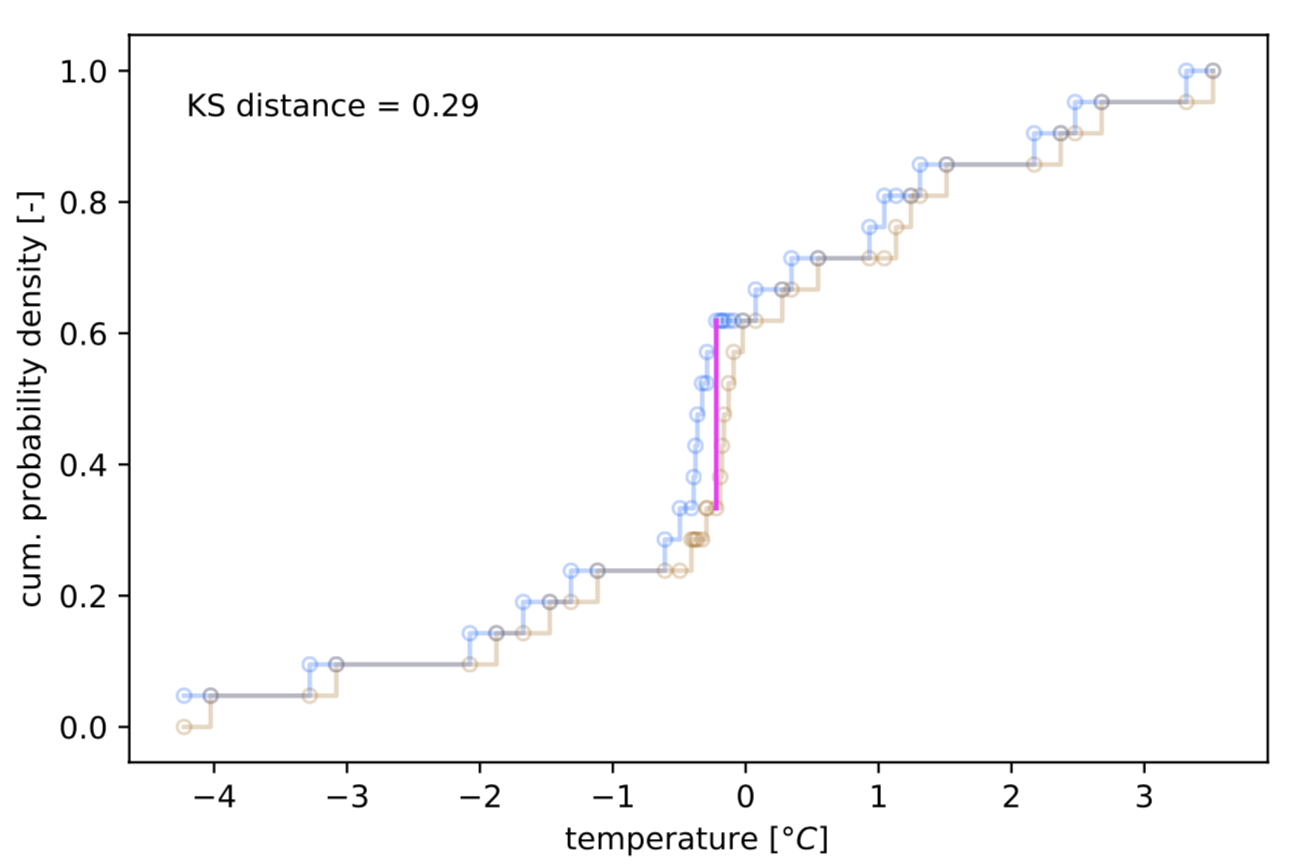 KS distance = 0.29
cum. probability density [-]
1.0
0.8
0.6
0.4
0.2
0.0
−4 −3 −2 −1 0 1 2 3
temperature [°C]